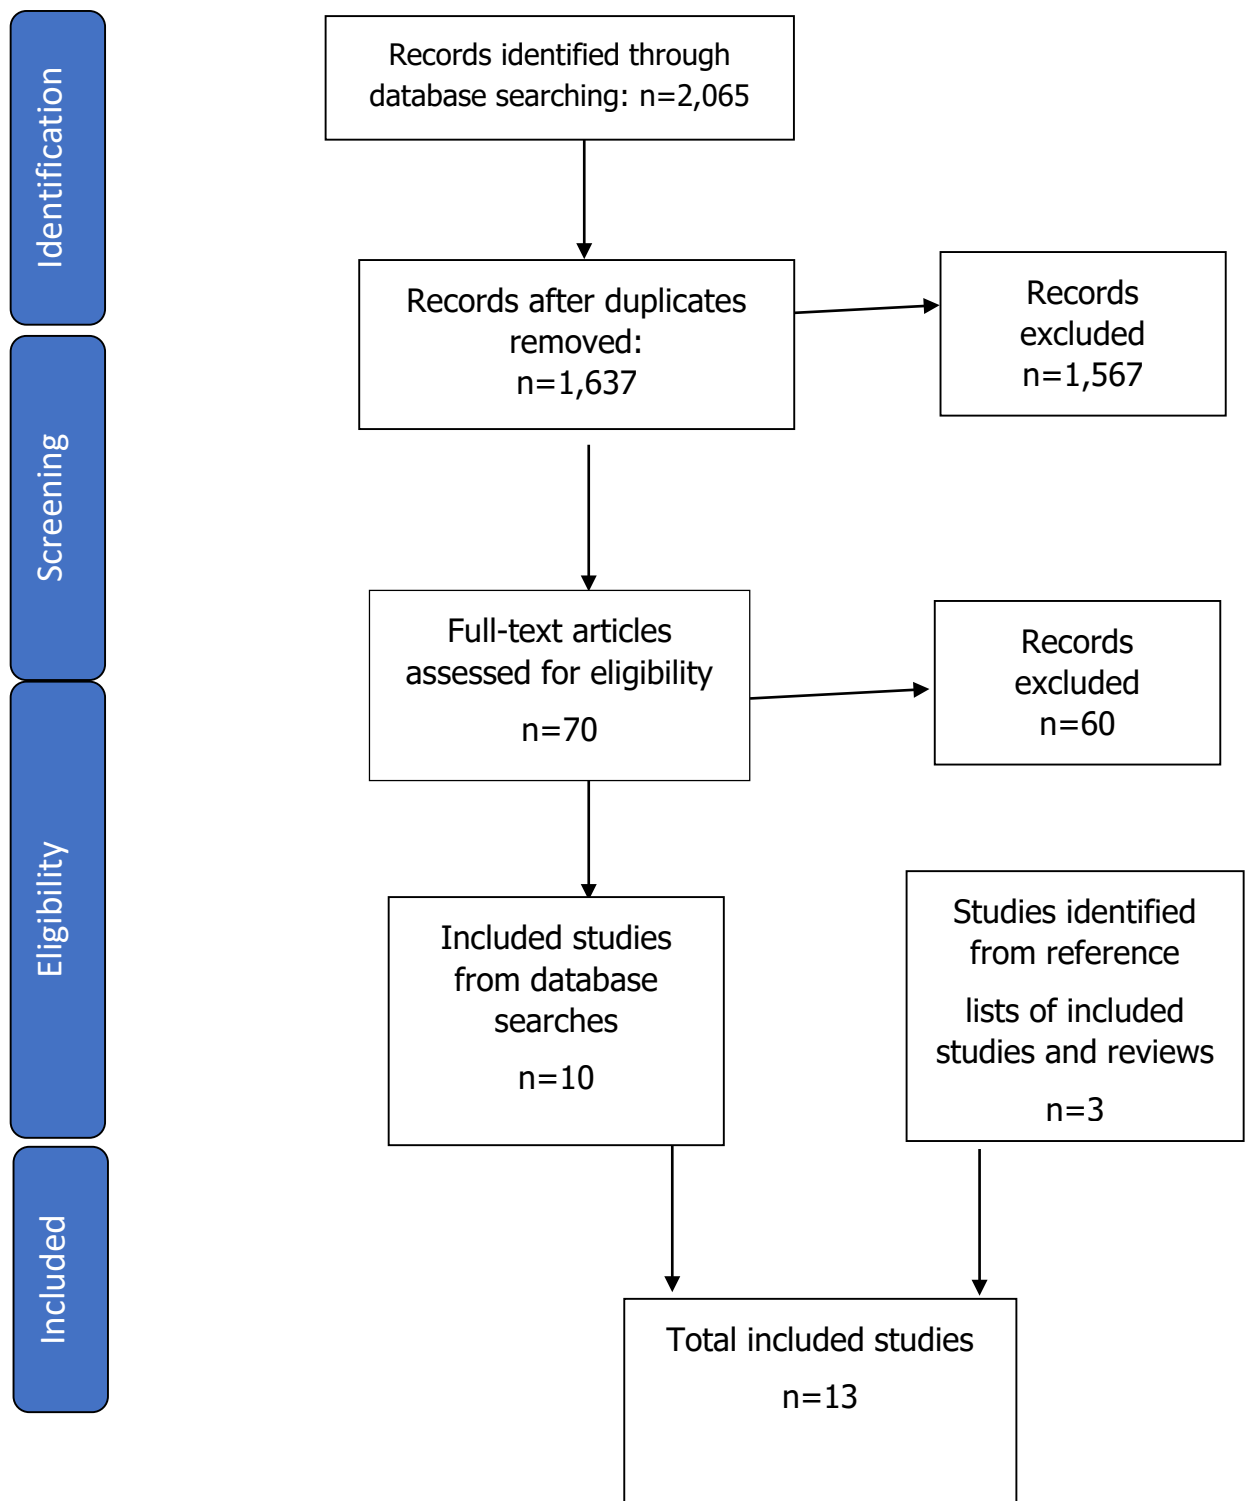 Identification
Records identified through
database searching: n=2,065
Records after duplicates
removed:
n=1,637
Records
excluded
n=1,567
Screening
Full-text articles
assessed for eligibility
n=70
Records
excluded
n=60
Eligibility
Included studies
from database
searches
n=10
Studies identified
from reference
lists of included
studies and reviews
n=3
Included
Total included studies
n=13